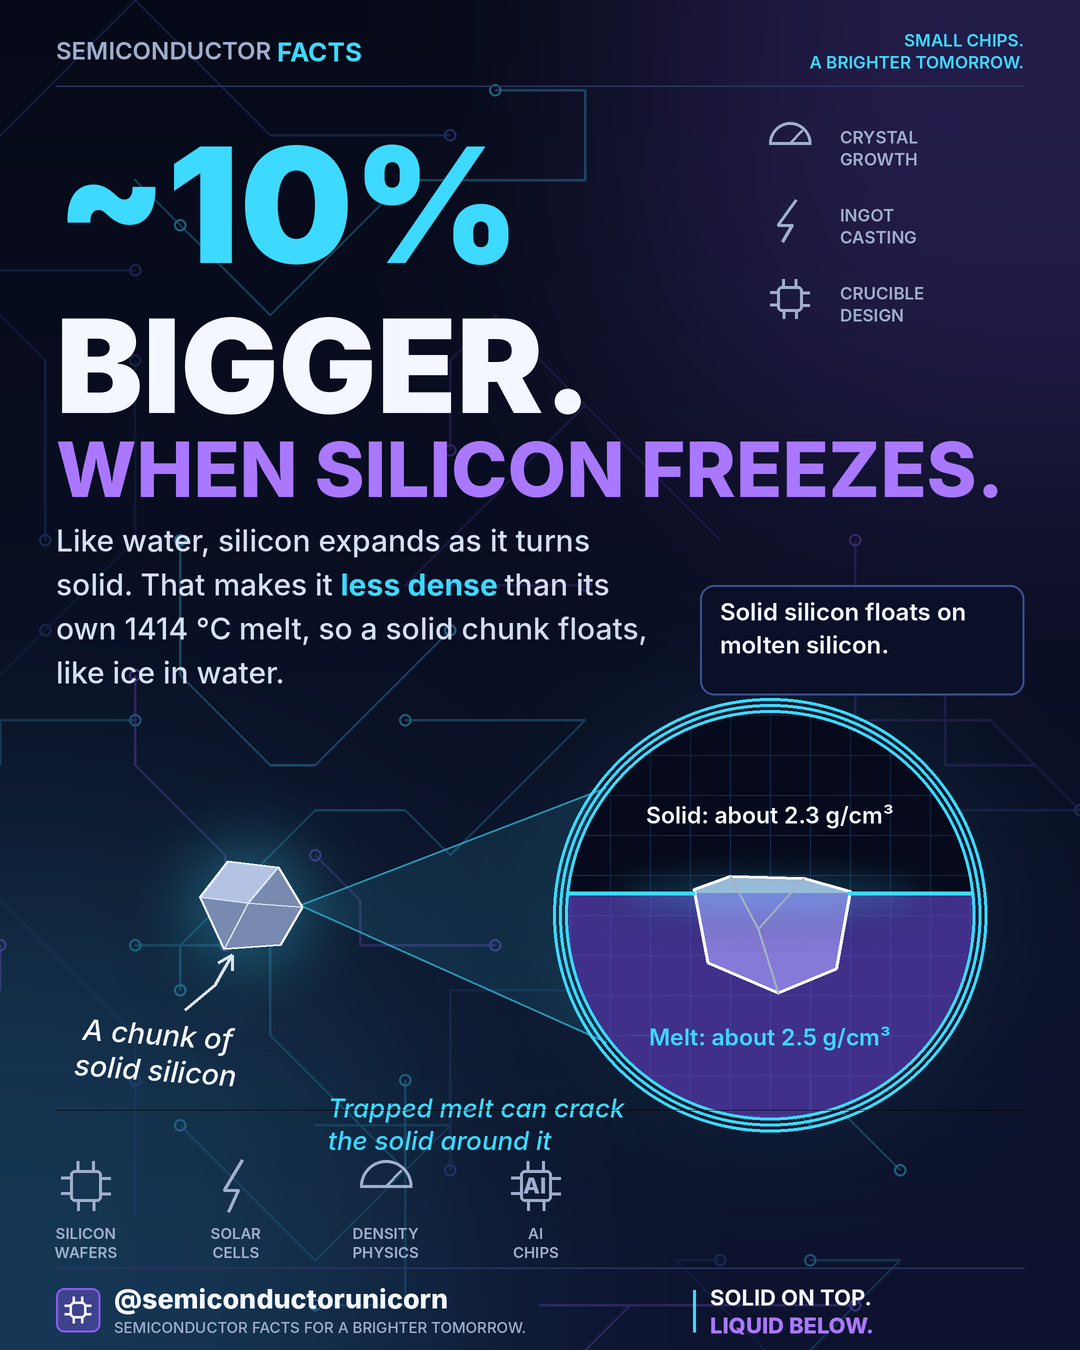 SEMICONDUCTOR FACTS
SMALL CHIPS.
A BRIGHTER TOMORROW.
~10%
BIGGER.
WHEN SILICON FREEZES.
CRYSTAL
GROWTH
INGOT
CASTING
CRUCIBLE
DESIGN
Like water, silicon expands as it turns
solid. That makes it less dense than its
own 1414 °C melt, so a solid chunk floats,
like ice in water.
Solid silicon floats on
molten silicon.
Solid: about 2.3 g/cm³
Melt: about 2.5 g/cm³
A chunk of
solid silicon
Trapped melt can crack
the solid around it
SILICON
WAFERS
SOLAR
CELLS
DENSITY
PHYSICS
AI
AI
CHIPS
@semiconductorunicorn
SEMICONDUCTOR FACTS FOR A BRIGHTER TOMORROW.
SOLID ON TOP.
LIQUID BELOW.